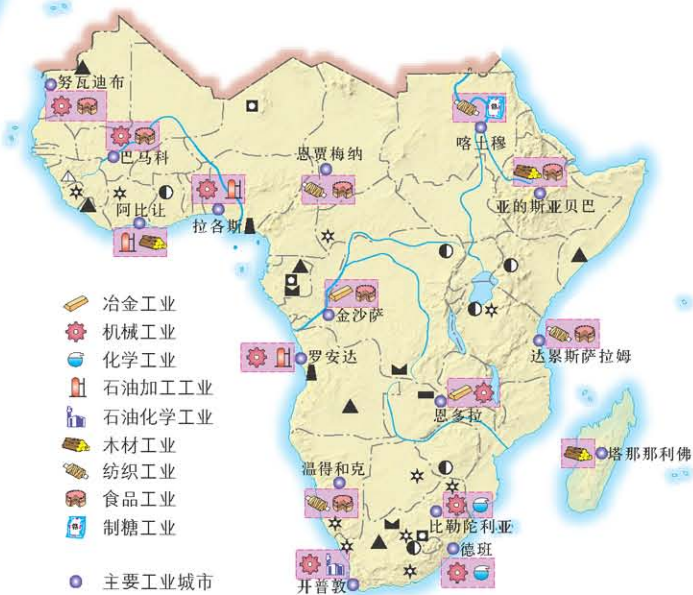 努瓦迪布
巴马科
恩贾梅纳
喀土穆
阿比让
拉各斯
亚的斯亚贝巴
金沙萨
罗安达
达累斯萨拉姆
恩多拉
塔那那利佛
温得和克
比勒陀利亚
德班
开普敦
冶金工业
机械工业
化学工业
石油加工工业
石油化学工业
木材工业
纺织工业
食品工业
制糖工业
主要工业城市